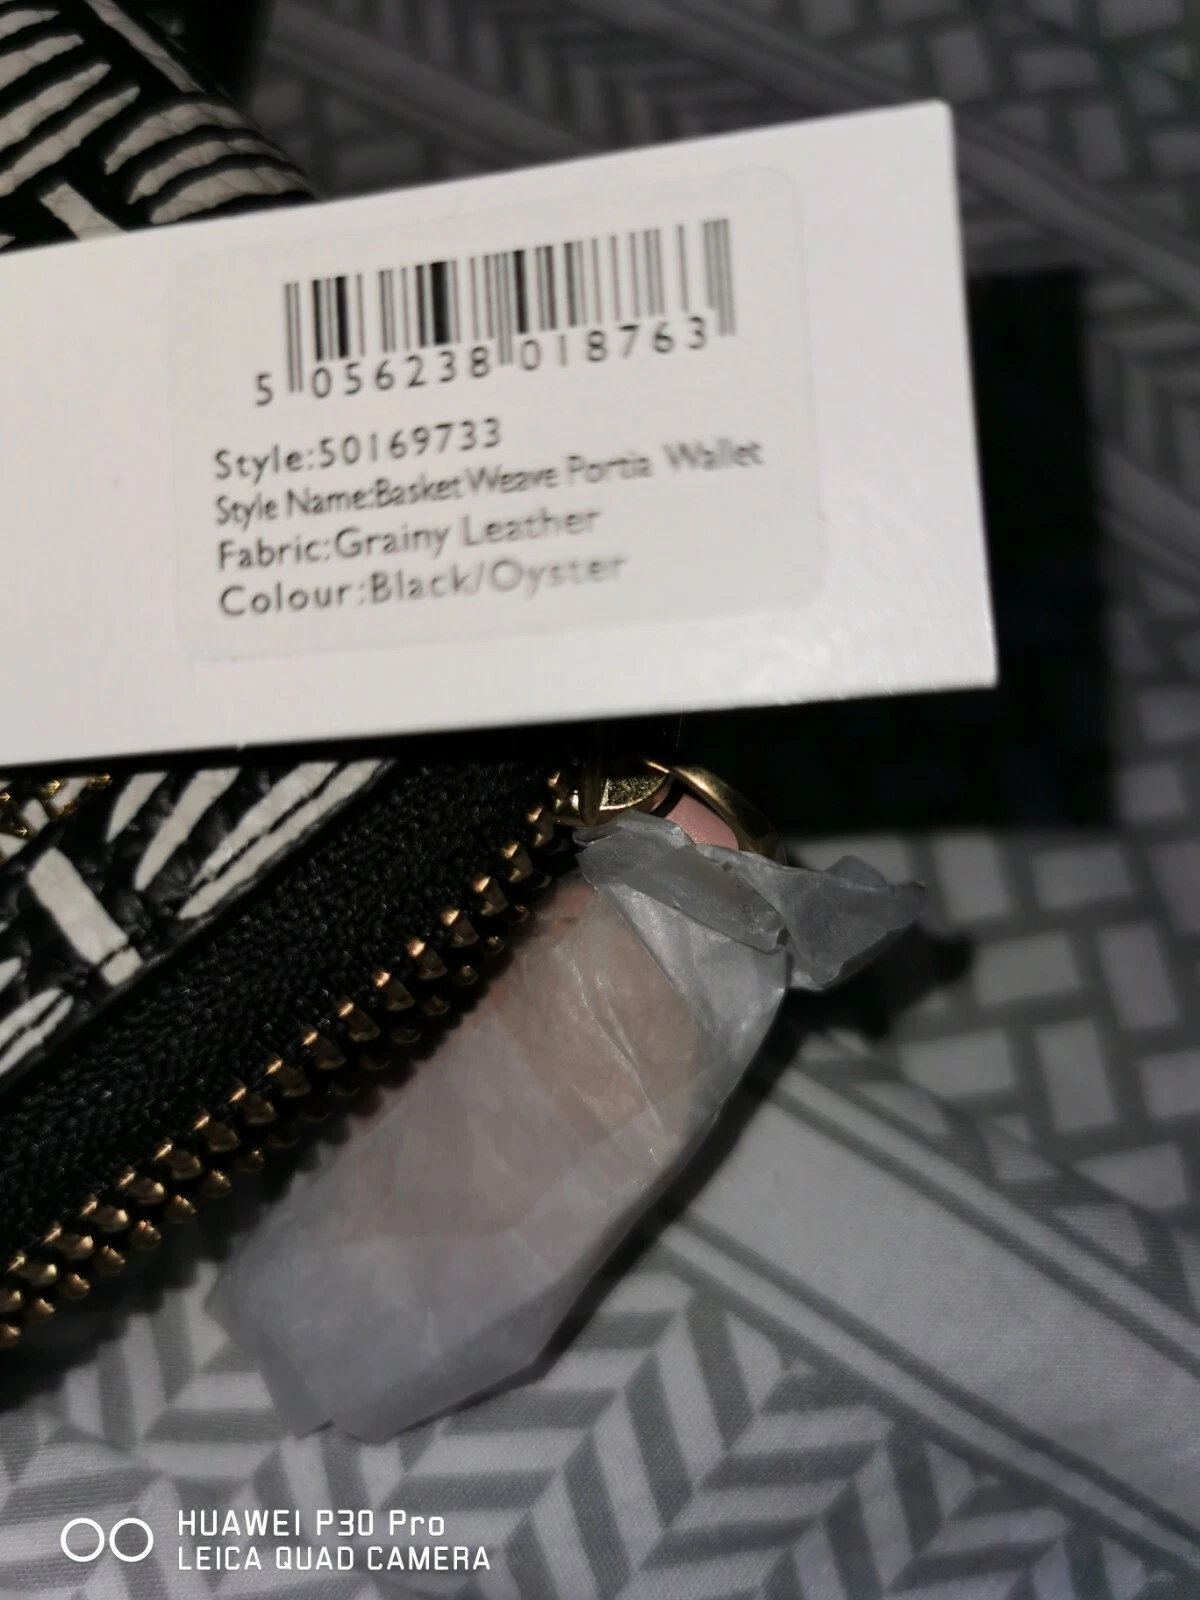 5 056238 018763
Style:50169733
Style Name:Basket Weave Portia Wallet
Fabric:Grainy Leather
Colour:Black/Oyster
HUAWEI P30 Pro
LEICA QUAD CAMERA